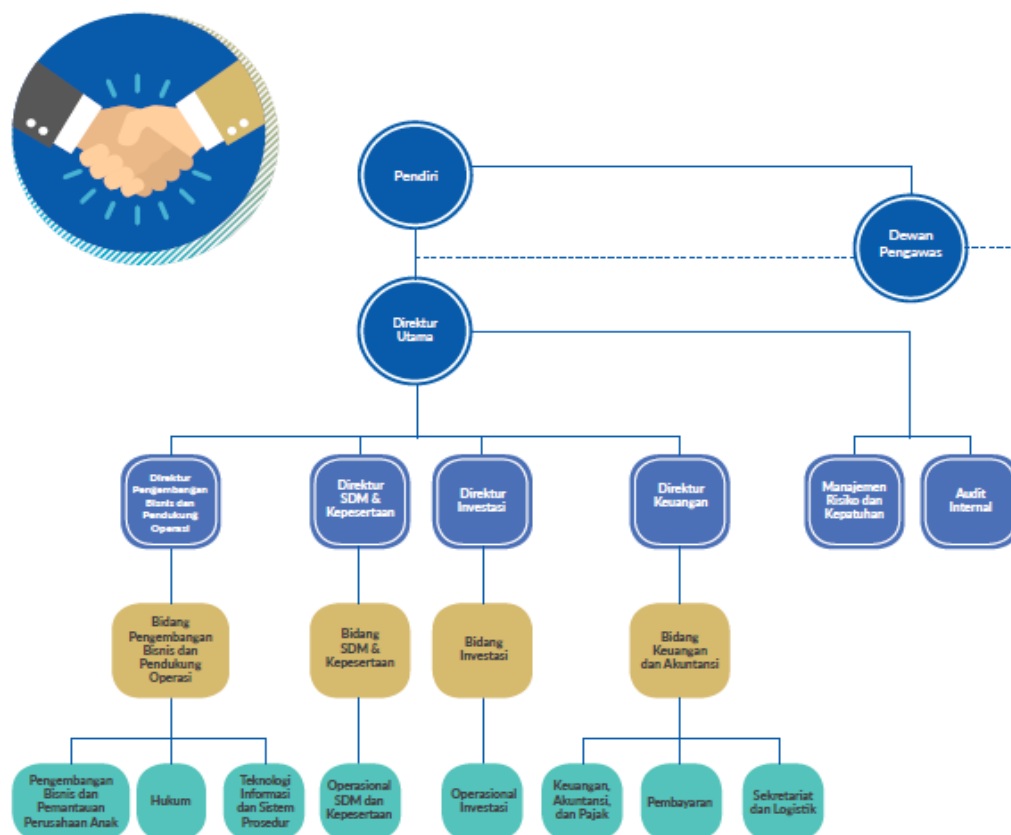 Pendiri
Dewan
Pengawas
Direktur
Utama
Direktur
Pengembangan
Bisnis dan
Pendukung
Operasi
Direktur
SDM &
Kepesertaan
Direktur
Investasi
Direktur
Keuangan
Manajemen
Risiko dan
Kepatuhan
Audit
Internal
Bidang
Pengembangan
Bisnis dan
Pendukung
Operasi
Bidang
SDM &
Kepesertaan
Bidang
Investasi
Bidang
Keuangan
dan Akuntansi
Pengembangan
Bisnis dan
Pemantauan
Perusahaan Anak
Hukum
Teknologi
Informasi
dan Sistem
Prosedur
Operasional
SDM dan
Kepesertaan
Operasional
Investasi
Keuangan,
Akuntansi,
dan Pajak
Pembayaran
Sekretariat
dan Logistik